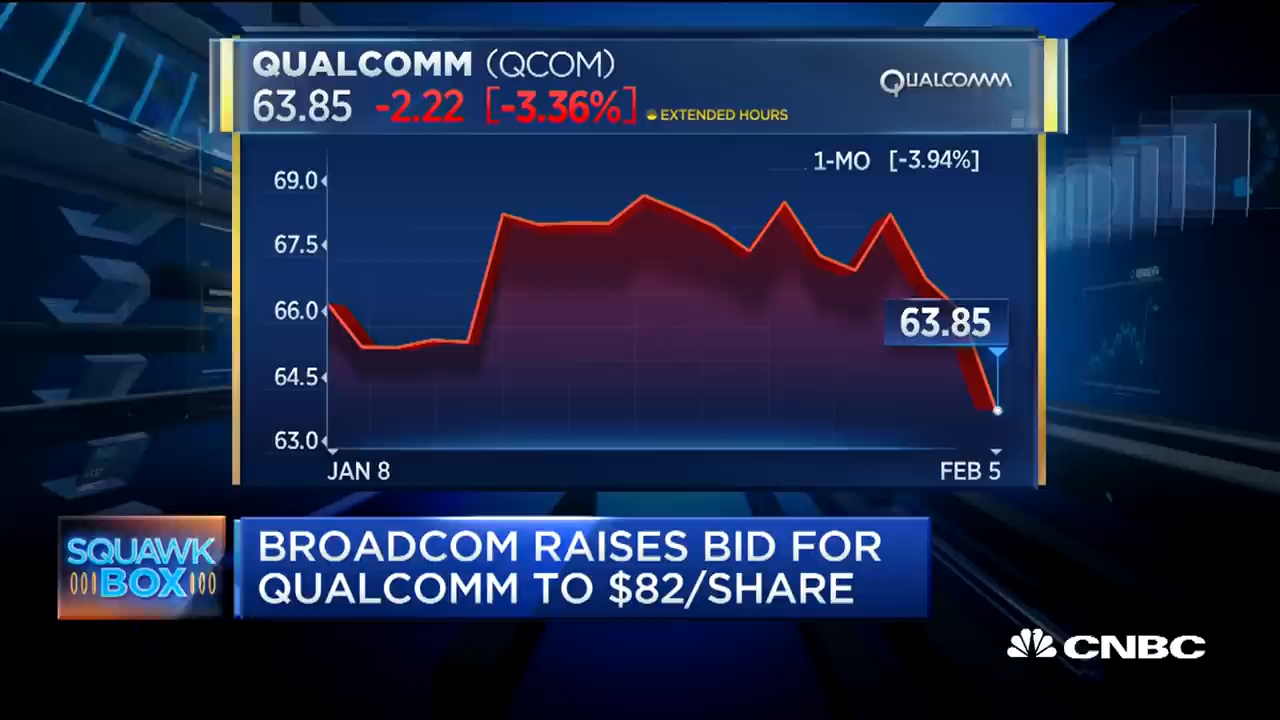 QUALCOMM (QCOM)
63.85 -2.22 [-3.36%] EXTENDED HOURS
QUALCOMM
1-MO [-3.94%]
69.0
67.5
66.0
64.5
63.0
63.85
JAN 8
FEB 5
SQUAWK
BOX
BROADCOM RAISES BID FOR
QUALCOMM TO $82/SHARE
CNBC